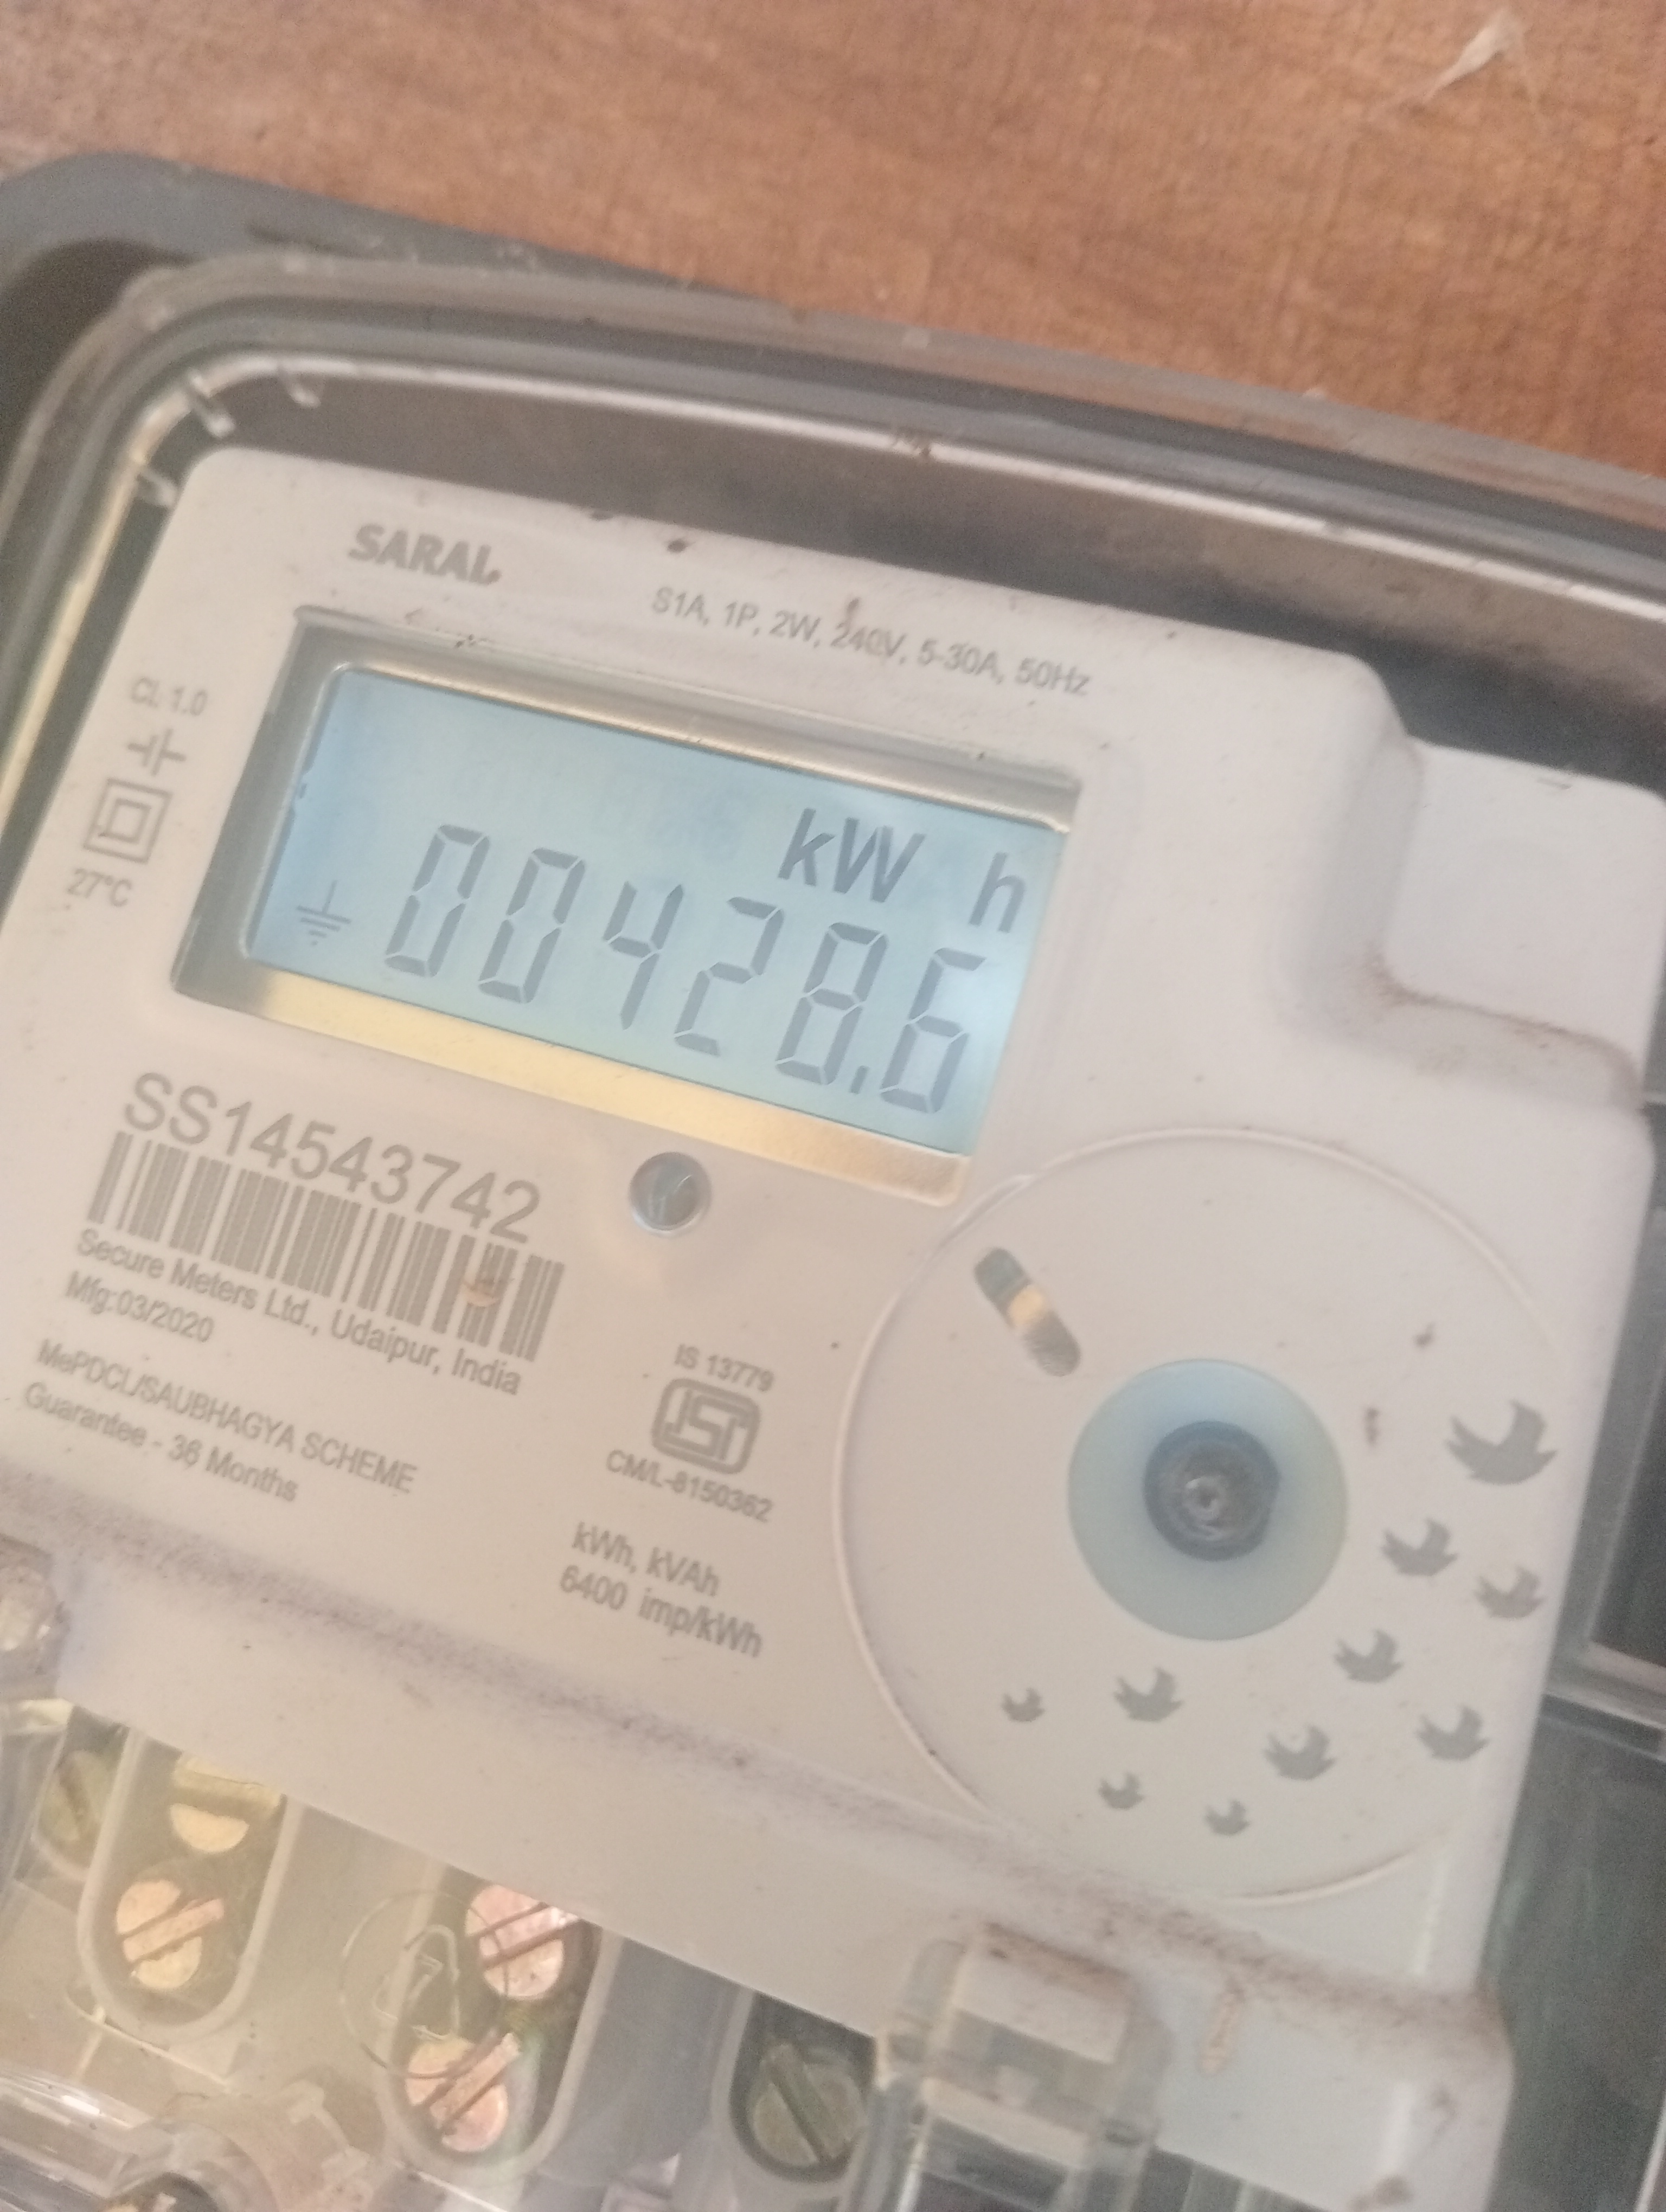 SARAL
S1A, 1P, 2W, 240V, 5-30A, 50Hz
Cl. 1.0
27°C
kW h
00428.6
SS14543742
Secure Meters Ltd., Udaipur, India
Mfg:03/2020
MePDCL/SAUBHAGYA SCHEME
Guarantee - 36 Months
IS 13779
ISI
CM/L-8150362
kWh, kVAh
6400 imp/kWh